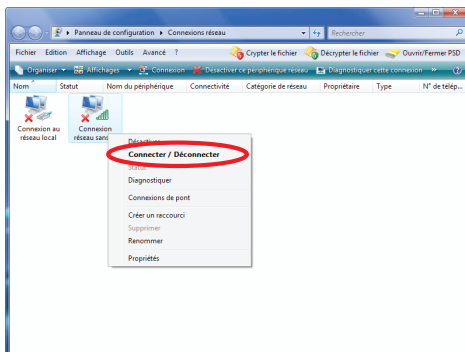 Panneau de configuration ▸ Connexions réseau
Rechercher
Fichier Edition Affichage Outils Avancé ? Crypter le fichier Décrypter le fichier Ouvrir/Fermer PSD
Organiser Affichages Connexion Désactiver ce périphérique réseau Diagnostiquer cette connexion » ?
Nom Statut Nom du périphérique Connectivité Catégorie de réseau Propriétaire Type N° de télép...
Connexion au
réseau local
Connexion
réseau sans
Désactiver
Connecter / Déconnecter
Statut
Diagnostiquer
Connexions de pont
Créer un raccourci
Supprimer
Renommer
Propriétés